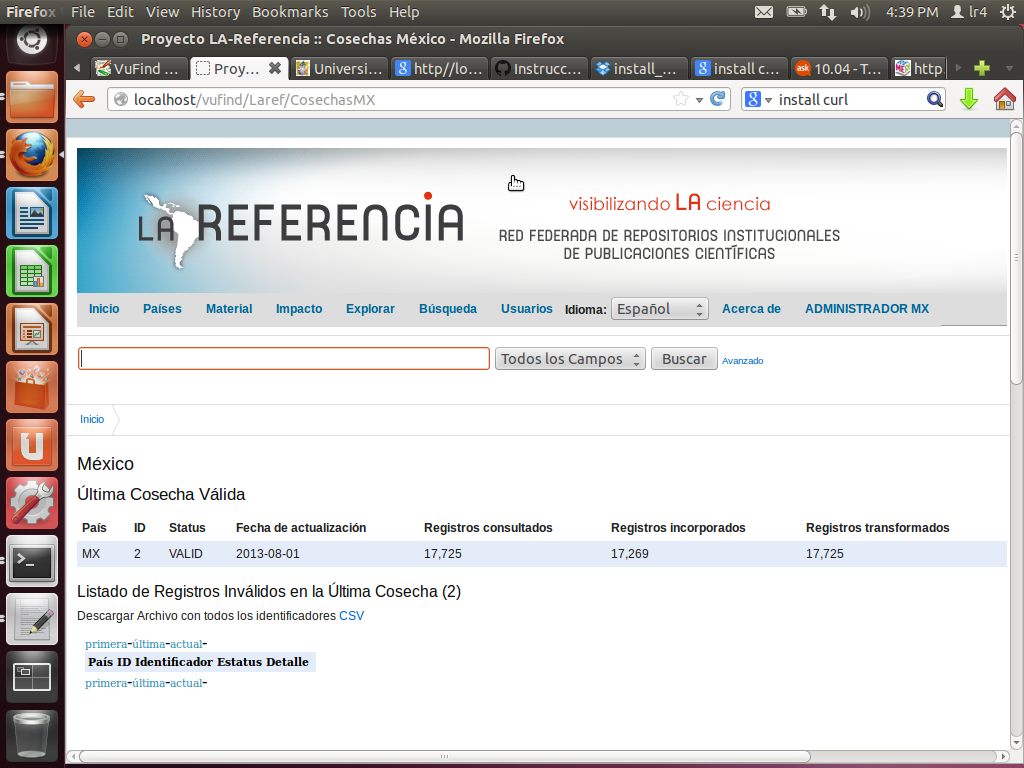 Firefox File Edit View History Bookmarks Tools Help 4:39 PM lr4
Proyecto LA-Referencia :: Cosechas México - Mozilla Firefox
VuFind ... Proy... Universi... http//lo... Instrucc... install_... install c... 10.04 - T... http.
localhost/vufind/Laref/CosechasMX install curl
visibilizando LA ciencia
LA REFERENCIA
RED FEDERADA DE REPOSITORIOS INSTITUCIONALES
DE PUBLICACIONES CIENTÍFICAS
Inicio Países Material Impacto Explorar Búsqueda Usuarios Idioma: Español Acerca de ADMINISTRADOR MX
Todos los Campos Buscar Avanzado
Inicio
México
Última Cosecha Válida
País ID Status Fecha de actualización Registros consultados Registros incorporados Registros transformados
MX 2 VALID 2013-08-01 17,725 17,269 17,725
Listado de Registros Inválidos en la Última Cosecha (2)
Descargar Archivo con todos los identificadores CSV
primera-última-actual-
País ID Identificador Estatus Detalle
primera-última-actual-